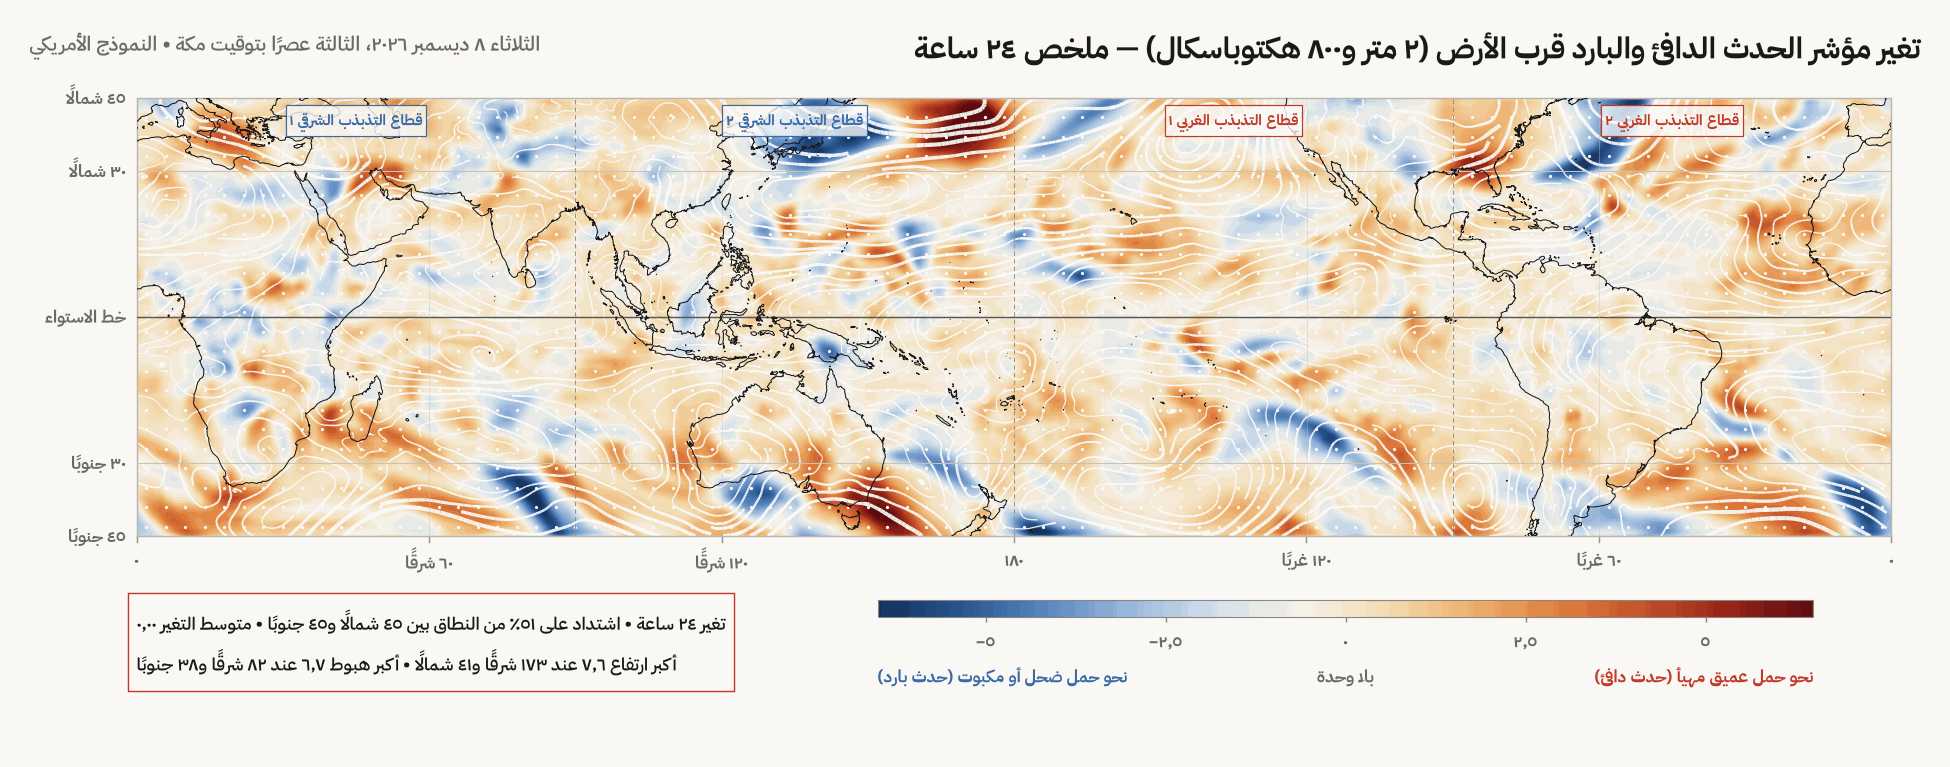 تغير مؤشر الحدث الدافئ والبارد قرب الأرض (٢ متر و٨٠٠ هكتوباسكال) — ملخص ٢٤ ساعة
الثلاثاء ٨ ديسمبر ٢٠٢٦، الثالثة عصرًا بتوقيت مكة • النموذج الأمريكي
قطاع التذبذب الشرقي ١
قطاع التذبذب الشرقي ٢
قطاع التذبذب الغربي ١
قطاع التذبذب الغربي ٢
٤٥ شمالًا
٣٠ شمالًا
خط الاستواء
٣٠ جنوبًا
٤٥ جنوبًا
٠
٦٠ شرقًا
١٢٠ شرقًا
١٨٠
١٢٠ غربًا
٦٠ غربًا
٠
تغير ٢٤ ساعة • اشتداد على ٥١٪ من النطاق بين ٤٥ شمالًا و٤٥ جنوبًا • متوسط التغير ٠,٠٠
أكبر ارتفاع ٧,٦ عند ١٧٣ شرقًا و٤١ شمالًا • أكبر هبوط ٦,٧ عند ٨٢ شرقًا و٣٨ جنوبًا
−٥
−٢,٥
٠
٢,٥
٥
نحو حمل عميق مهيأ (حدث دافئ)
بلا وحدة
نحو حمل ضحل أو مكبوت (حدث بارد)